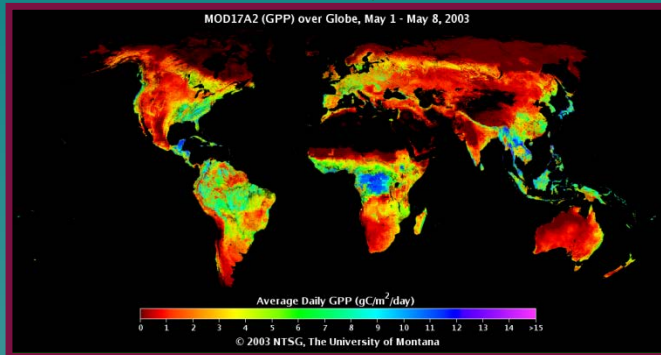 MOD17A2 (GPP) over Globe, May 1 - May 8, 2003
Average Daily GPP (gC/m²/day)
0 1 2 3 4 5 6 7 8 9 10 11 12 13 14 >15
© 2003 NTSG, The University of Montana